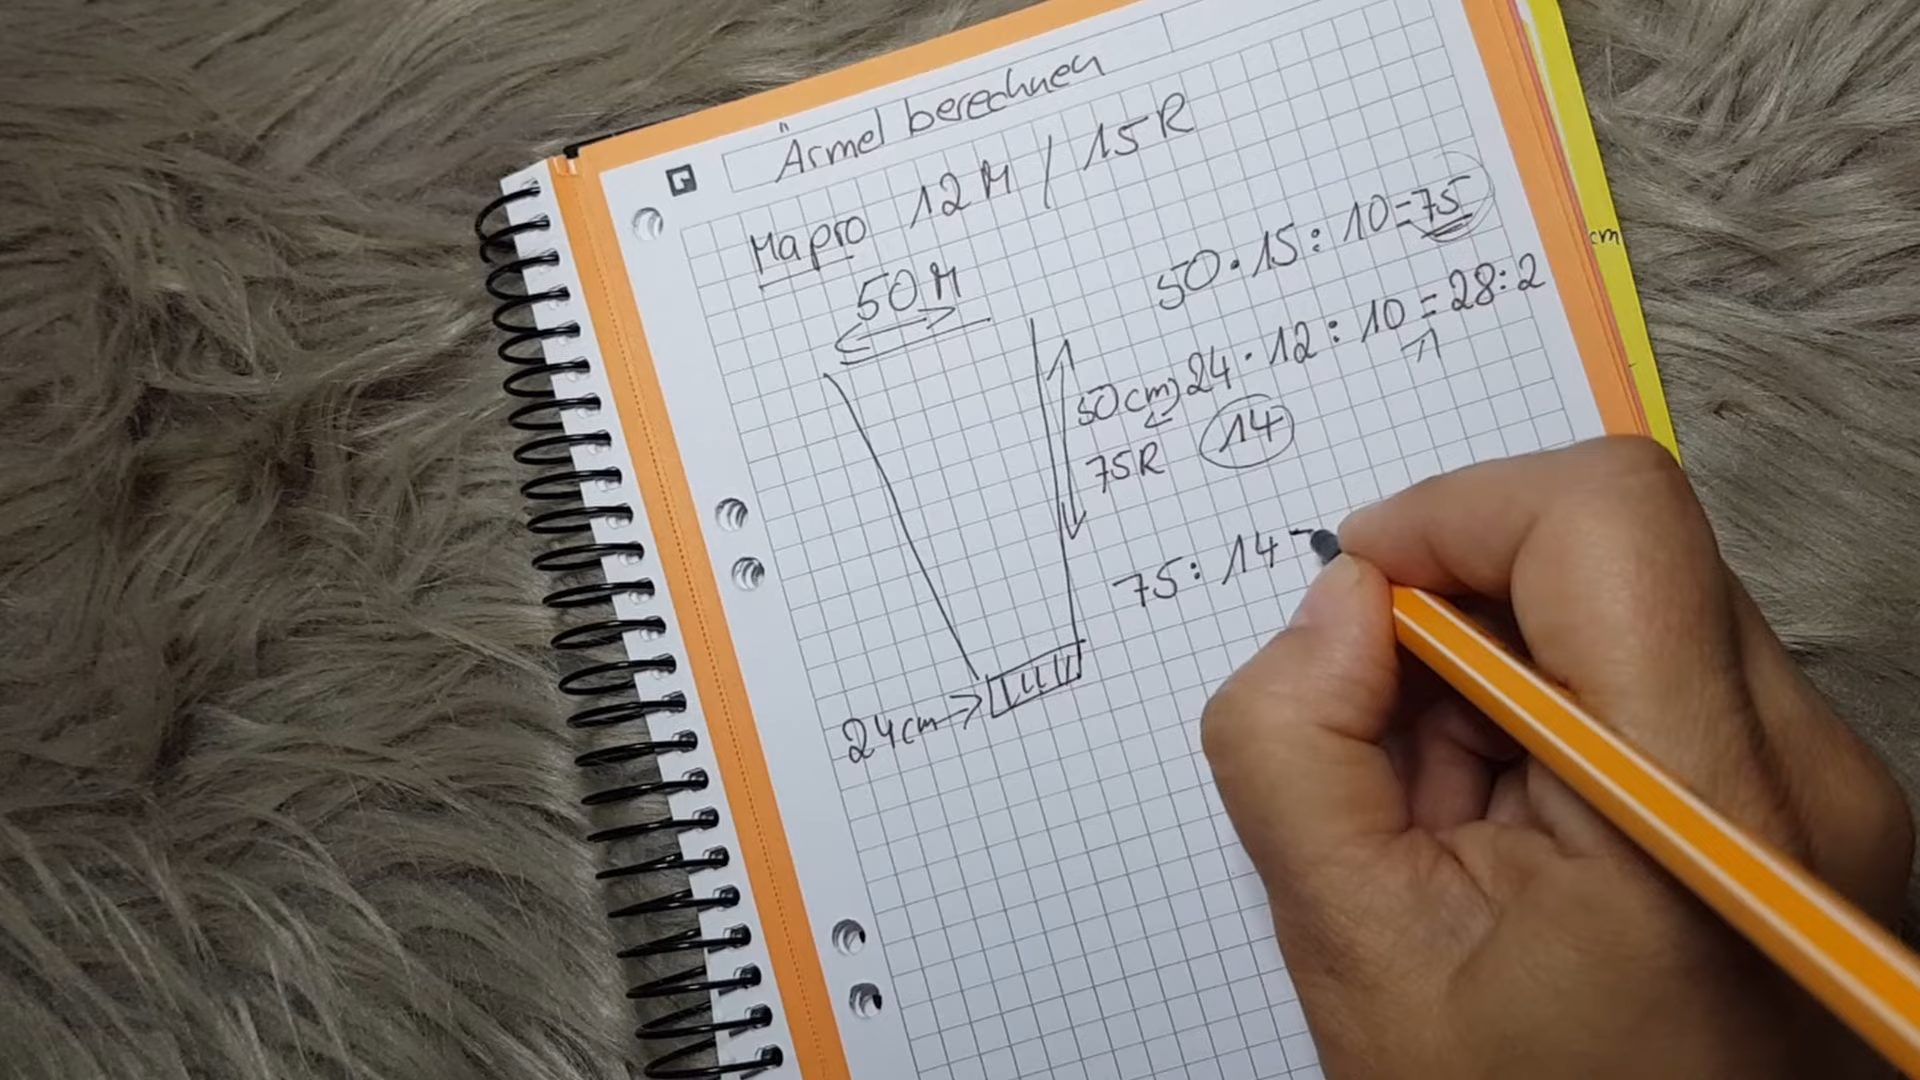 Ärmel berechnen
Mapro 12 M / 15 R
50 M
50 · 15 : 10 = 75
24 · 12 : 10 = 28 : 2
50 cm
75 R
14
75 : 14
24 cm
cm